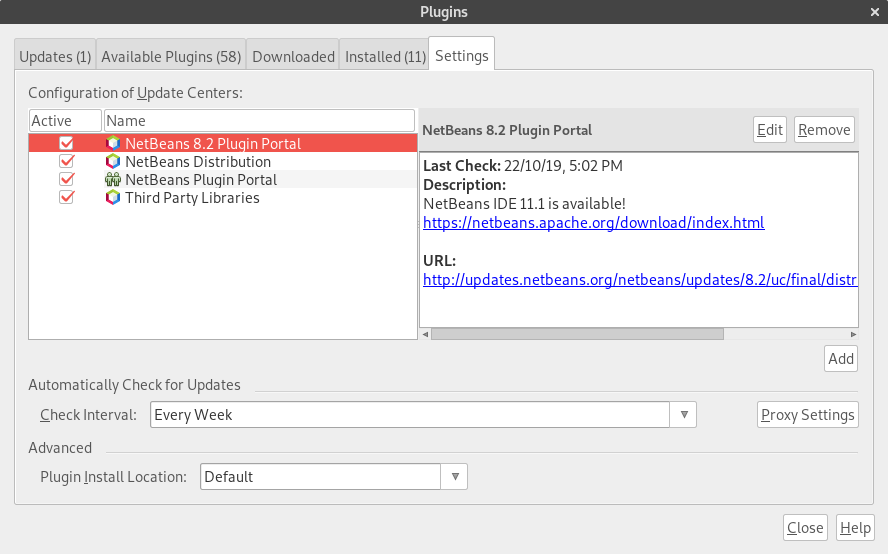 Plugins
Updates (1) Available Plugins (58) Downloaded Installed (11) Settings
Configuration of Update Centers:
Active Name
NetBeans 8.2 Plugin Portal
NetBeans Distribution
NetBeans Plugin Portal
Third Party Libraries
NetBeans 8.2 Plugin Portal Edit Remove
Last Check: 22/10/19, 5:02 PM
Description:
NetBeans IDE 11.1 is available!
https://netbeans.apache.org/download/index.html
URL:
http://updates.netbeans.org/netbeans/updates/8.2/uc/final/distr
Add
Automatically Check for Updates
Check Interval: Every Week Proxy Settings
Advanced
Plugin Install Location: Default
Close Help